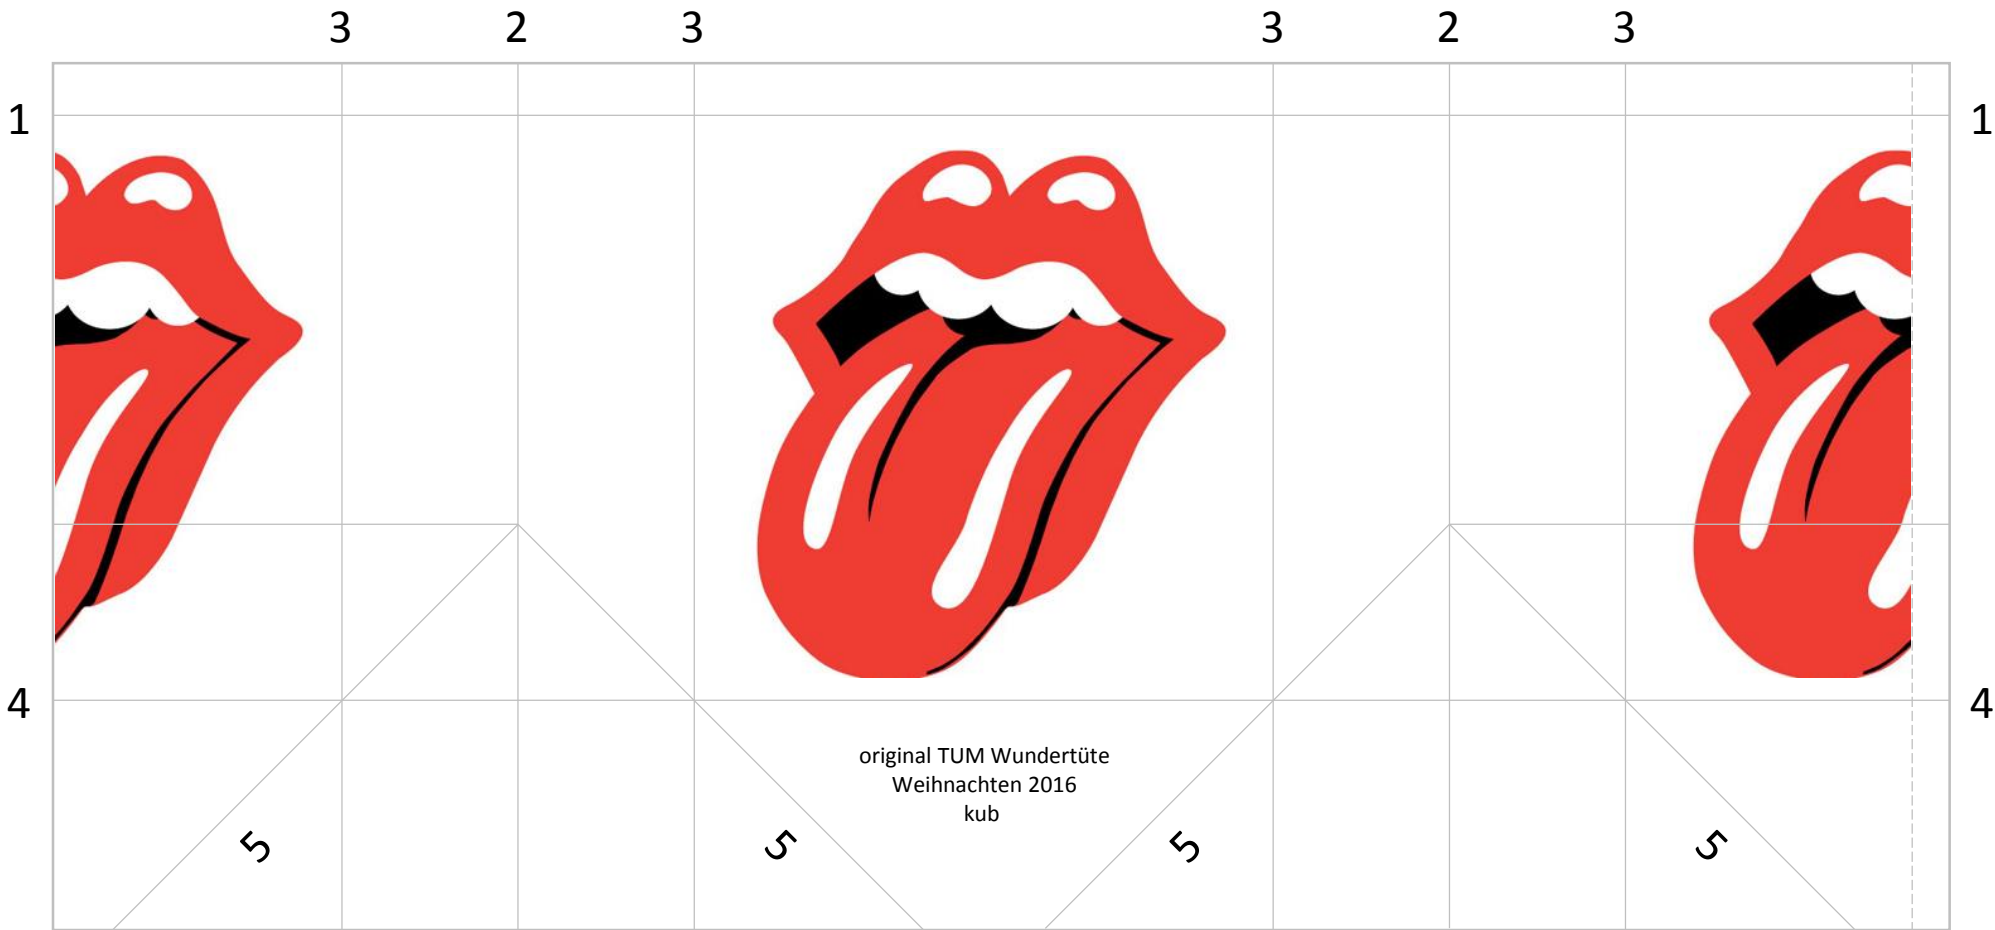 3 2 3 3 2 3
1 1
4 4
original TUM Wundertüte
Weihnachten 2016
kub
5 5 5 5